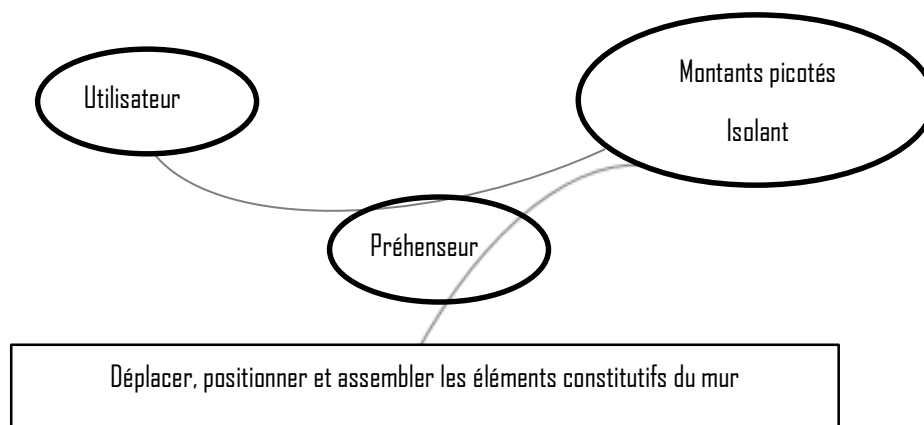 Utilisateur
Montants picotés
Isolant
Préhenseur
Déplacer, positionner et assembler les éléments constitutifs du mur